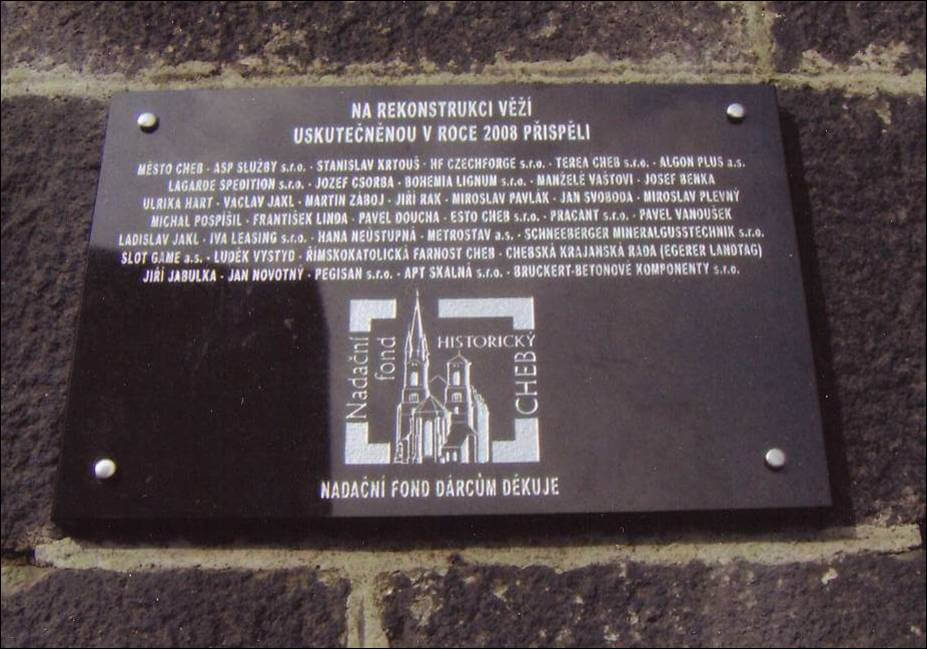 NA REKONSTRUKCI VĚŽÍ
USKUTEČNĚNOU V ROCE 2008 PŘISPĚLI
MĚSTO CHEB · ASP SLUŽBY s.r.o. · STANISLAV KRTOUŠ · HF CZECHFORGE s.r.o. · TEREA CHEB s.r.o. · ALGON PLUS a.s.
LAGARDE SPEDITION s.r.o. · JOZEF CSORBA · BOHEMIA LIGNUM s.r.o. · MANŽELÉ VAŠTOVI · JOSEF BENKA
ULRIKA HART · VÁCLAV JAKL · MARTIN ZÁBOJ · JIŘÍ RAK · MIROSLAV PAVLÁK · JAN SVOBODA · MIROSLAV PLEVNÝ
MICHAL POSPÍŠIL · FRANTIŠEK LINDA · PAVEL DOUCHA · ESTO CHEB s.r.o. · PRACANT s.r.o. · PAVEL VANOUŠEK
LADISLAV JAKL · IVA LEASING s.r.o. · HANA NEÚSTUPNÁ · METROSTAV a.s. · SCHNEEBERGER MINERALGUSSTECHNIK s.r.o.
SLOT GAME a.s. · LUDĚK VYSTYD · ŘÍMSKOKATOLICKÁ FARNOST CHEB · CHEBSKÁ KRAJANSKÁ RADA (EGERER LANDTAG)
JIŘÍ JABULKA · JAN NOVOTNÝ · PEGISAN s.r.o. · APT SKALNÁ s.r.o. · BRUCKERT-BETONOVÉ KOMPONENTY s.r.o.
Nadační
fond
HISTORICKÝ
CHEB
NADAČNÍ FOND DÁRCŮM DĚKUJE